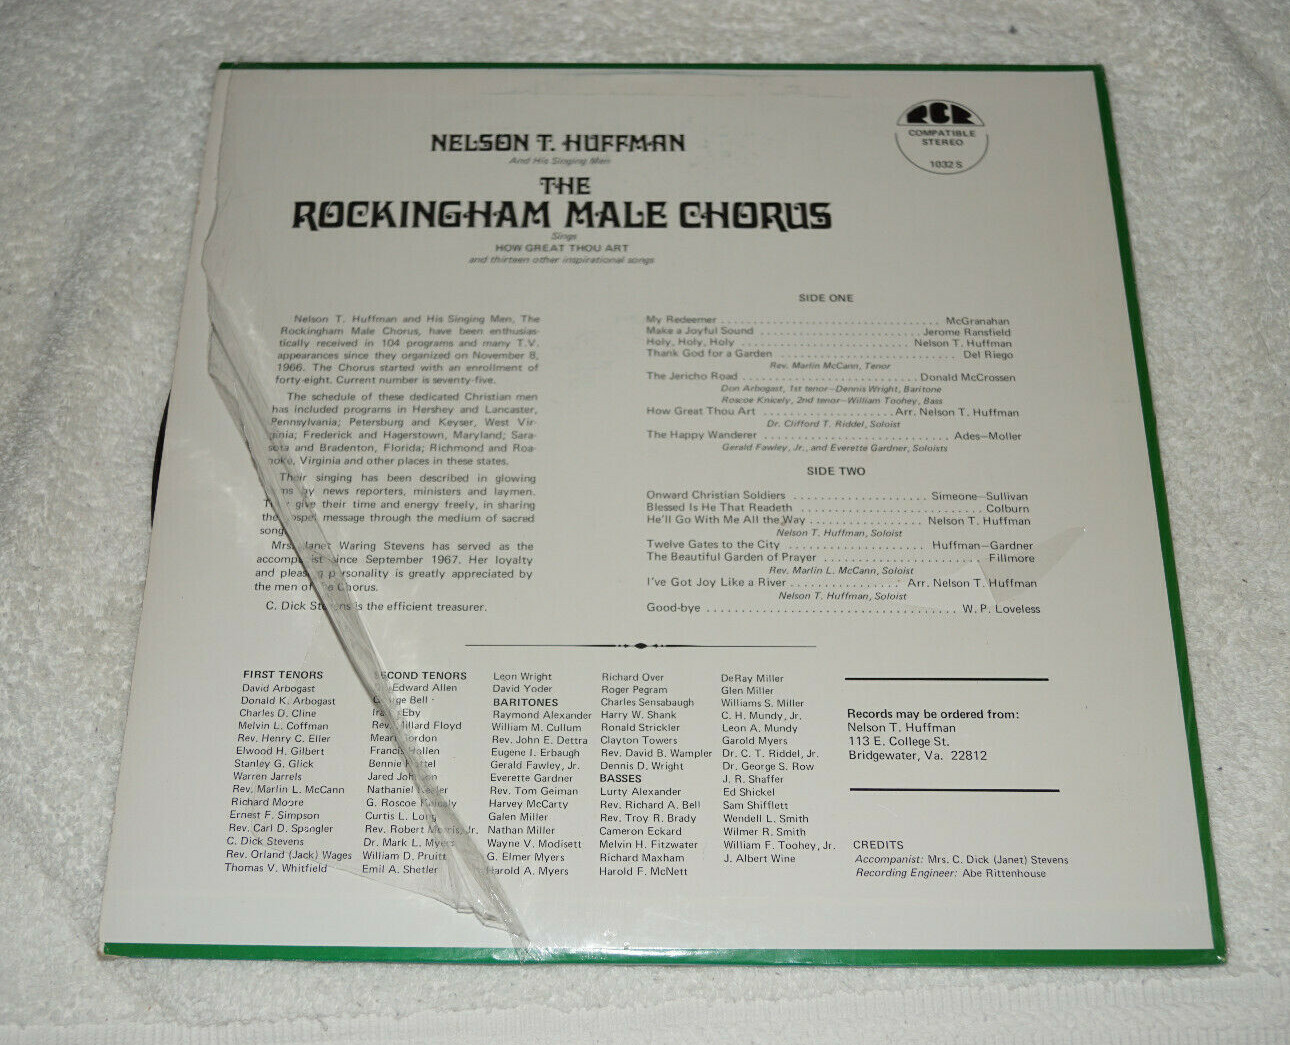 RBR
COMPATIBLE
STEREO
1032 S
NELSON T. HUFFMAN
And His Singing Men
THE
ROCKINGHAM MALE CHORUS
Sings
HOW GREAT THOU ART
and thirteen other inspirational songs
Nelson T. Huffman and His Singing Men, The
Rockingham Male Chorus, have been enthusias-
tically received in 104 programs and many T.V.
appearances since they organized on November 8,
1966. The Chorus started with an enrollment of
forty-eight. Current number is seventy-five.
The schedule of these dedicated Christian men
has included programs in Hershey and Lancaster,
Pennsylvania; Petersburg and Keyser, West Vir-
ginia; Frederick and Hagerstown, Maryland; Sara-
sota and Bradenton, Florida; Richmond and Roa-
noke, Virginia and other places in these states.
Their singing has been described in glowing
by news reporters, ministers and laymen.
give their time and energy freely, in sharing
the gospel message through the medium of sacred
song
Mrs. Janet Waring Stevens has served as the
accompanist since September 1967. Her loyalty
and pleasing personality is greatly appreciated by
the men of the Chorus.
C. Dick Stevens is the efficient treasurer.
SIDE ONE
My Redeemer . . . . . . . . . . McGranahan
Make a Joyful Sound . . . . . . . . . . Jerome Ransfield
Holy, Holy, Holy . . . . . . . . . . Nelson T. Huffman
Thank God for a Garden . . . . . . . . . . Del Riego
Rev. Marlin McCann, Tenor
The Jericho Road . . . . . . . . . . Donald McCrossen
Don Arbogast, 1st tenor—Dennis Wright, Baritone
Roscoe Knicely, 2nd tenor—William Toohey, Bass
How Great Thou Art . . . . . . . . . . Arr. Nelson T. Huffman
Dr. Clifford T. Riddel, Soloist
The Happy Wanderer . . . . . . . . . . Ades—Moller
Gerald Fawley, Jr., and Everette Gardner, Soloists
SIDE TWO
Onward Christian Soldiers . . . . . . . . . . Simeone—Sullivan
Blessed Is He That Readeth . . . . . . . . . . Colburn
He'll Go With Me All the Way . . . . . . . . . . Nelson T. Huffman
Nelson T. Huffman, Soloist
Twelve Gates to the City . . . . . . . . . . Huffman—Gardner
The Beautiful Garden of Prayer . . . . . . . . . . Fillmore
Rev. Marlin L. McCann, Soloist
I've Got Joy Like a River . . . . . . . . . . Arr. Nelson T. Huffman
Nelson T. Huffman, Soloist
Good-bye . . . . . . . . . . W. P. Loveless
FIRST TENORS
David Arbogast
Donald K. Arbogast
Charles D. Cline
Melvin L. Coffman
Rev. Henry C. Eller
Elwood H. Gilbert
Stanley G. Glick
Warren Jarrels
Rev. Marlin L. McCann
Richard Moore
Ernest F. Simpson
Rev. Carl D. Spangler
C. Dick Stevens
Rev. Orland (Jack) Wages
Thomas V. Whitfield
SECOND TENORS
Edward Allen
George Bell
Ira Eby
Rev. Millard Floyd
Gordon
Francis Hallen
Bennie
Jared Johnson
Nathaniel
G. Roscoe Knicely
Curtis L. Long
Rev. Robert Morris, Jr.
Dr. Mark L. Myers
William D. Pruitt
Emil A. Shetler
Leon Wright
David Yoder
BARITONES
Raymond Alexander
William M. Cullum
Rev. John E. Dettra
Eugene I. Erbaugh
Gerald Fawley, Jr.
Everette Gardner
Rev. Tom Geiman
Harvey McCarty
Galen Miller
Nathan Miller
Wayne V. Modisett
G. Elmer Myers
Harold A. Myers
Richard Over
Roger Pegram
Charles Sensabaugh
Harry W. Shank
Ronald Strickler
Clayton Towers
Rev. David B. Wampler
Dennis D. Wright
BASSES
Lurty Alexander
Rev. Richard A. Bell
Rev. Troy R. Brady
Cameron Eckard
Melvin H. Fitzwater
Richard Maxham
Harold F. McNett
DeRay Miller
Glen Miller
Williams S. Miller
C. H. Mundy, Jr.
Leon A. Mundy
Garold Myers
Dr. C. T. Riddel, Jr.
Dr. George S. Row
J. R. Shaffer
Ed Shickel
Sam Shifflett
Wendell L. Smith
Wilmer R. Smith
William F. Toohey, Jr.
J. Albert Wine
Records may be ordered from:
Nelson T. Huffman
113 E. College St.
Bridgewater, Va. 22812
CREDITS
Accompanist: Mrs. C. Dick (Janet) Stevens
Recording Engineer: Abe Rittenhouse